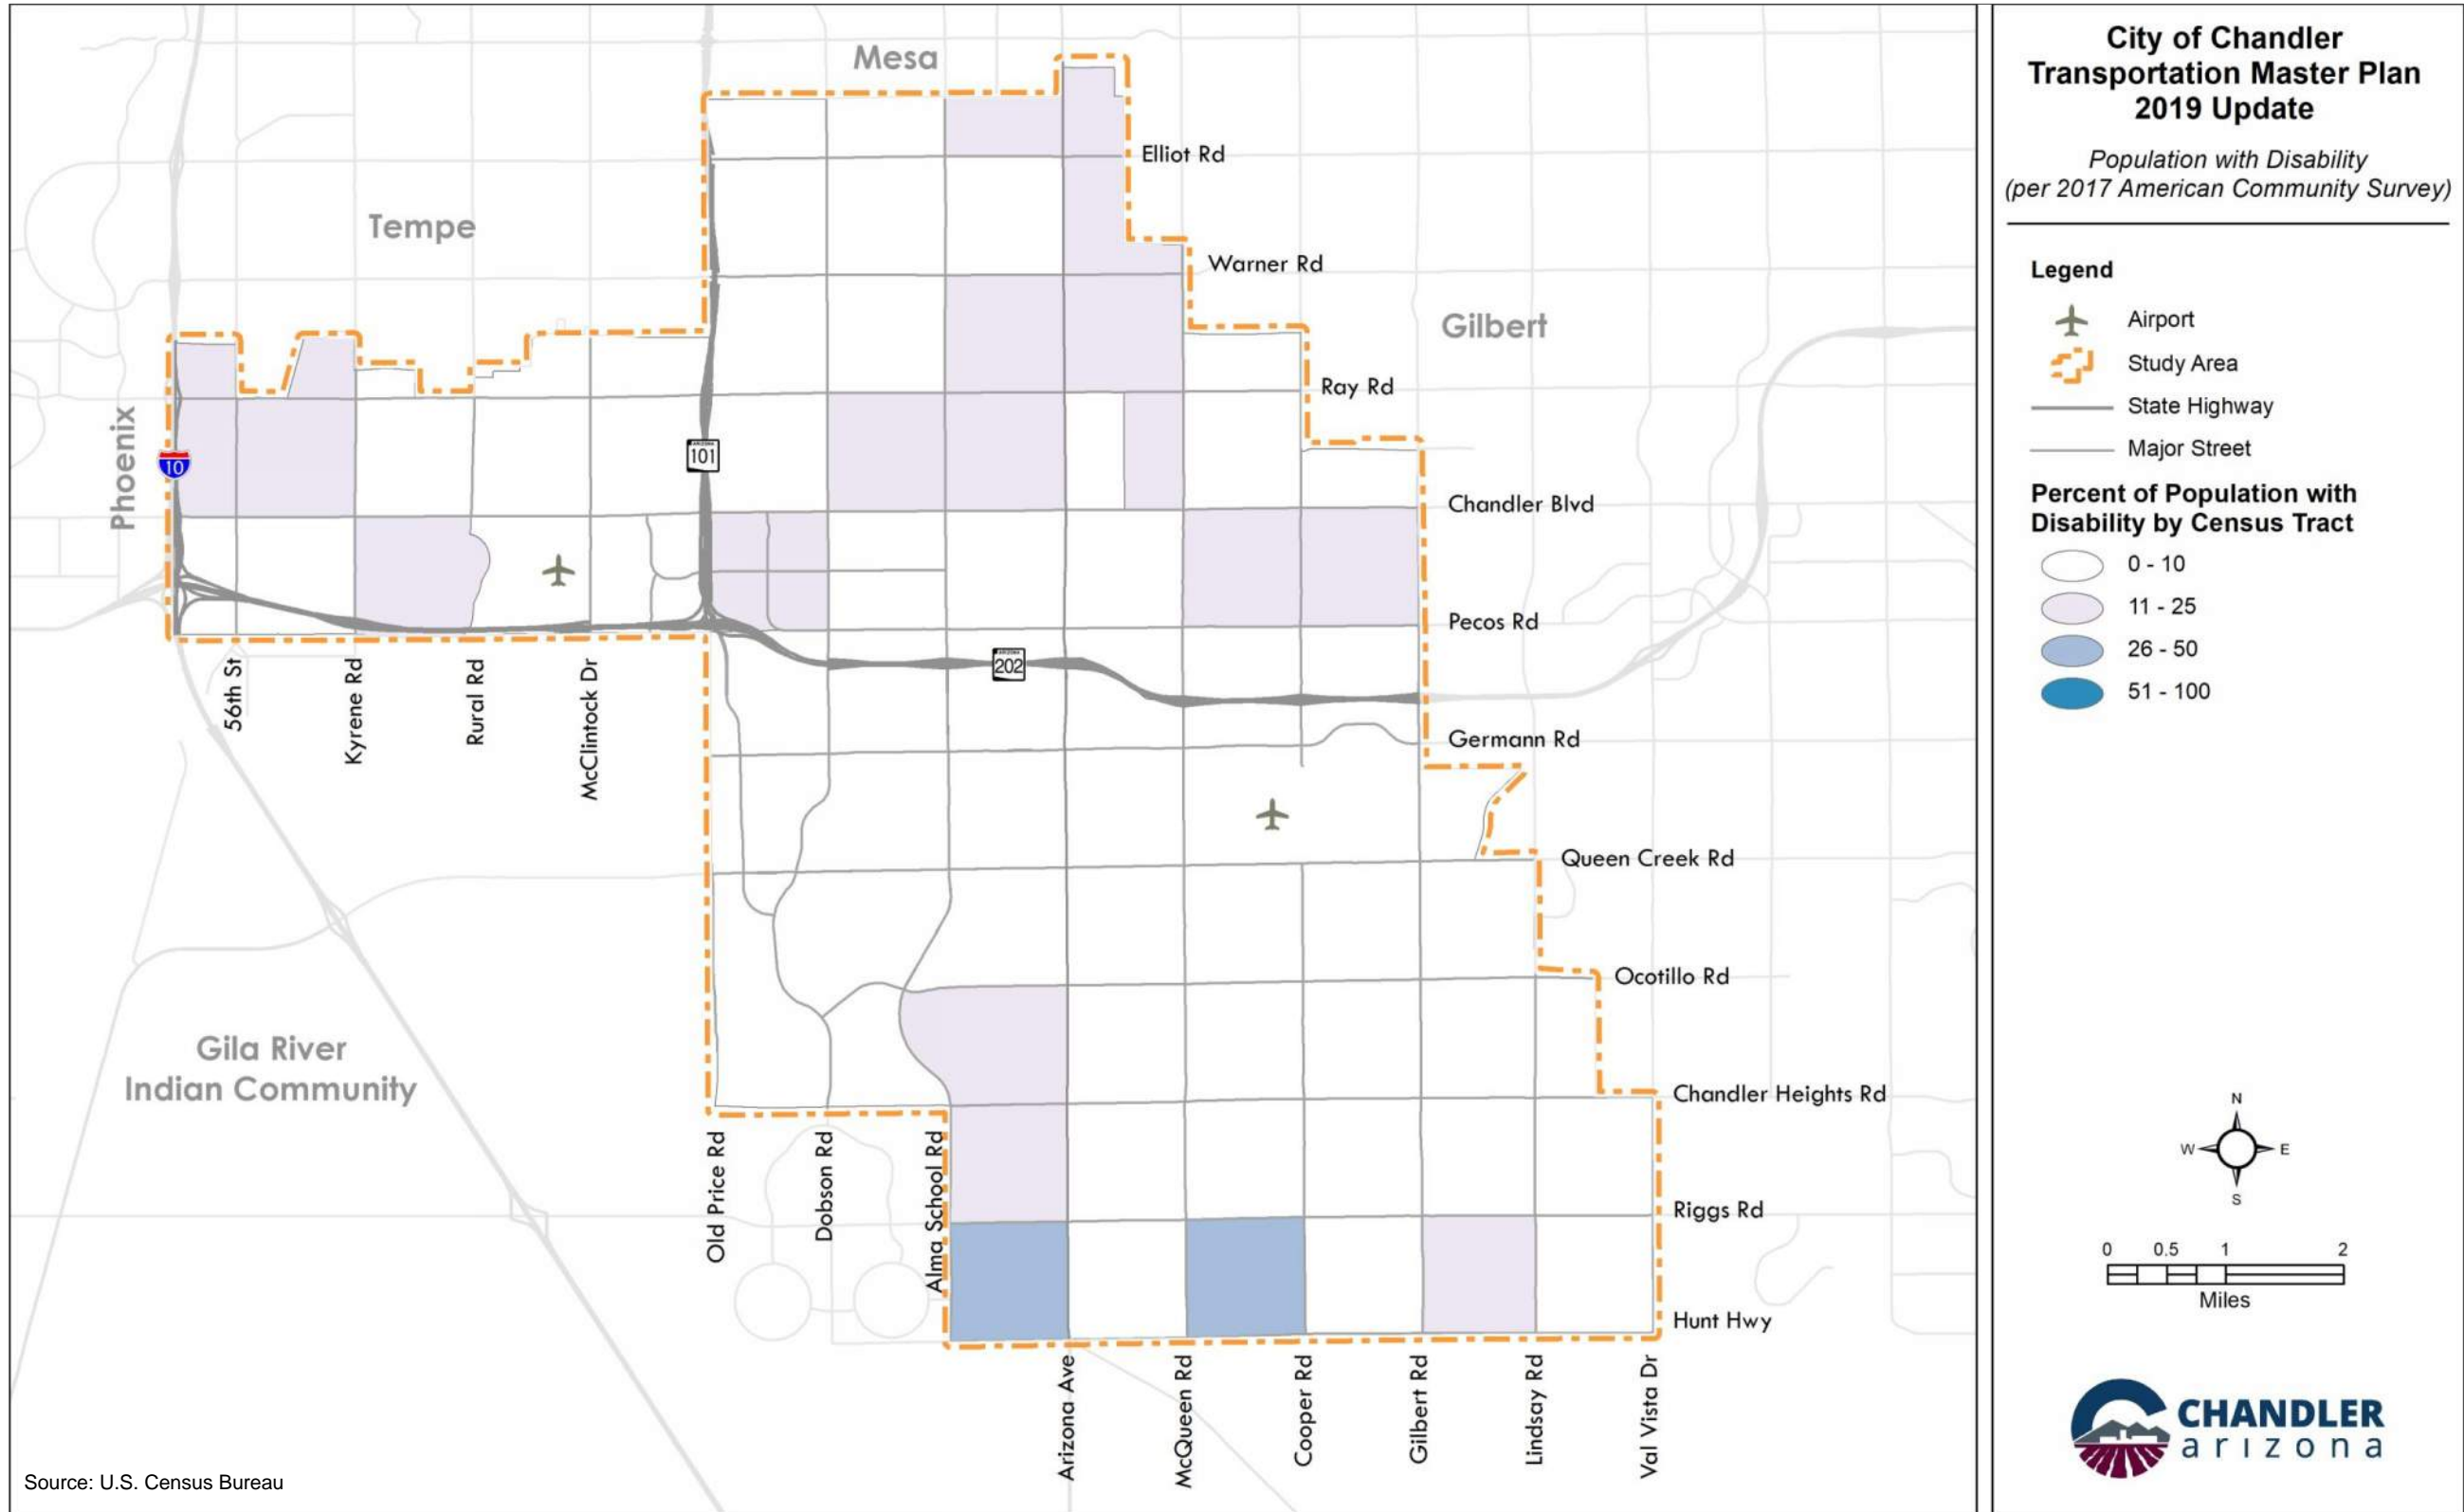 Mesa
Elliot Rd
Tempe
Warner Rd
Gilbert
Ray Rd
Phoenix
10
ARIZONA
101
Chandler Blvd
Pecos Rd
ARIZONA
202
56th St
Kyrene Rd
Rural Rd
McClintock Dr
Germann Rd
Queen Creek Rd
Ocotillo Rd
Gila River
Indian Community
Chandler Heights Rd
Old Price Rd
Dobson Rd
Alma School Rd
Riggs Rd
Hunt Hwy
Arizona Ave
McQueen Rd
Cooper Rd
Gilbert Rd
Lindsay Rd
Val Vista Dr
Source: U.S. Census Bureau
City of Chandler
Transportation Master Plan
2019 Update
Population with Disability
(per 2017 American Community Survey)
Legend
Airport
Study Area
State Highway
Major Street
Percent of Population with
Disability by Census Tract
0 - 10
11 - 25
26 - 50
51 - 100
N
W E
S
0 0.5 1 2
Miles
CHANDLER
arizona